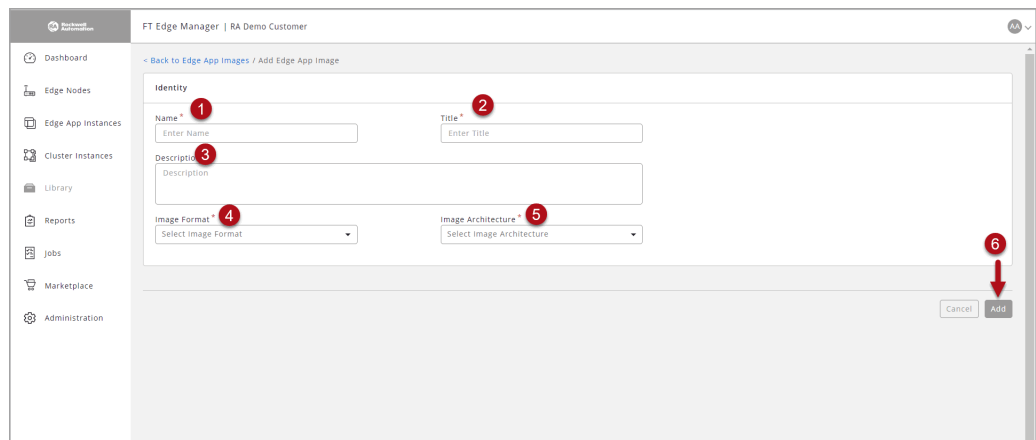 RA Rockwell Automation
FT Edge Manager | RA Demo Customer
AA
Dashboard
Edge Nodes
Edge App Instances
Cluster Instances
Library
Reports
Jobs
Marketplace
Administration
< Back to Edge App Images / Add Edge App Image
Identity
Name * 1
Title * 2
Enter Name
Enter Title
Description 3
Description
Image Format * 4
Image Architecture * 5
Select Image Format
Select Image Architecture
6
Cancel
Add